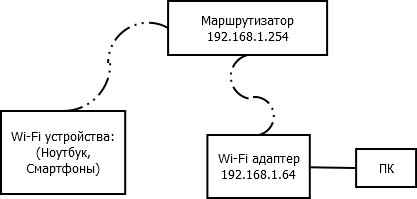 Маршрутизатор
192.168.1.254
Wi-Fi устройства:
(Ноутбук,
Смартфоны)
Wi-Fi адаптер
192.168.1.64
ПК